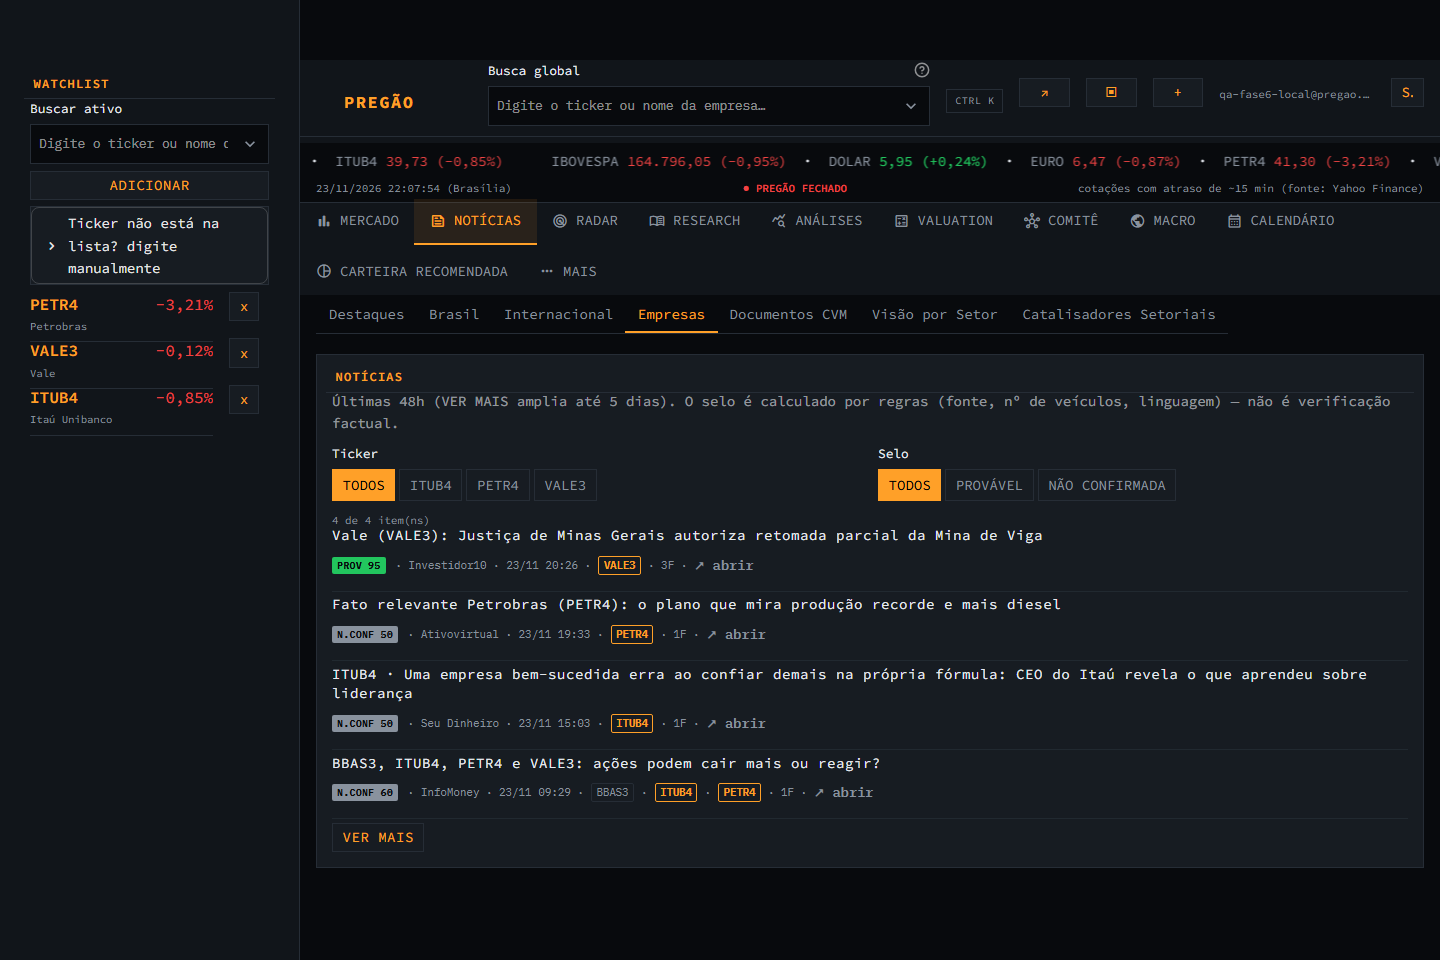 WATCHLIST
Buscar ativo
Digite o ticker ou nome d
ADICIONAR
Ticker não está na
lista? digite
manualmente
PETR4 -3,21% x
Petrobras
VALE3 -0,12% x
Vale
ITUB4 -0,85% x
Itaú Unibanco
PREGÃO
Busca global
Digite o ticker ou nome da empresa…
CTRL K
qa-fase6-local@pregao.…
S.
• ITUB4 39,73 (-0,85%) IBOVESPA 164.796,05 (-0,95%) • DOLAR 5,95 (+0,24%) • EURO 6,47 (-0,87%) • PETR4 41,30 (-3,21%) •
23/11/2026 22:07:54 (Brasília) ● PREGÃO FECHADO cotações com atraso de ~15 min (fonte: Yahoo Finance)
MERCADO NOTÍCIAS RADAR RESEARCH ANÁLISES VALUATION COMITÊ MACRO CALENDÁRIO
CARTEIRA RECOMENDADA MAIS
Destaques Brasil Internacional Empresas Documentos CVM Visão por Setor Catalisadores Setoriais
NOTÍCIAS
Últimas 48h (VER MAIS amplia até 5 dias). O selo é calculado por regras (fonte, nº de veículos, linguagem) — não é verificação
factual.
Ticker
TODOS ITUB4 PETR4 VALE3
Selo
TODOS PROVÁVEL NÃO CONFIRMADA
4 de 4 item(ns)
Vale (VALE3): Justiça de Minas Gerais autoriza retomada parcial da Mina de Viga
PROV 95 · Investidor10 · 23/11 20:26 · VALE3 · 3F · ↗ abrir
Fato relevante Petrobras (PETR4): o plano que mira produção recorde e mais diesel
N.CONF 50 · Ativovirtual · 23/11 19:33 · PETR4 · 1F · ↗ abrir
ITUB4 · Uma empresa bem-sucedida erra ao confiar demais na própria fórmula: CEO do Itaú revela o que aprendeu sobre
liderança
N.CONF 50 · Seu Dinheiro · 23/11 15:03 · ITUB4 · 1F · ↗ abrir
BBAS3, ITUB4, PETR4 e VALE3: ações podem cair mais ou reagir?
N.CONF 60 · InfoMoney · 23/11 09:29 · BBAS3 · ITUB4 · PETR4 · 1F · ↗ abrir
VER MAIS